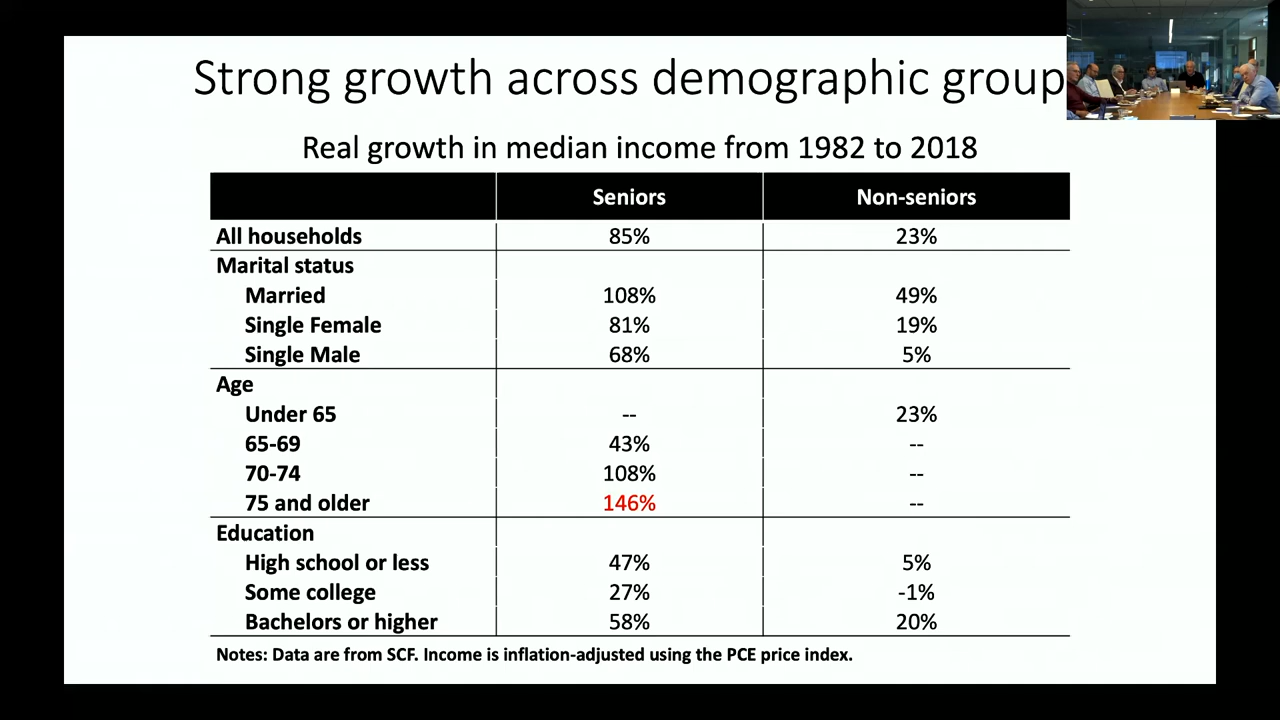 Strong growth across demographic group
Real growth in median income from 1982 to 2018
Seniors Non-seniors
All households 85% 23%
Marital status
Married 108% 49%
Single Female 81% 19%
Single Male 68% 5%
Age
Under 65 -- 23%
65-69 43% --
70-74 108% --
75 and older 146% --
Education
High school or less 47% 5%
Some college 27% -1%
Bachelors or higher 58% 20%
Notes: Data are from SCF. Income is inflation-adjusted using the PCE price index.